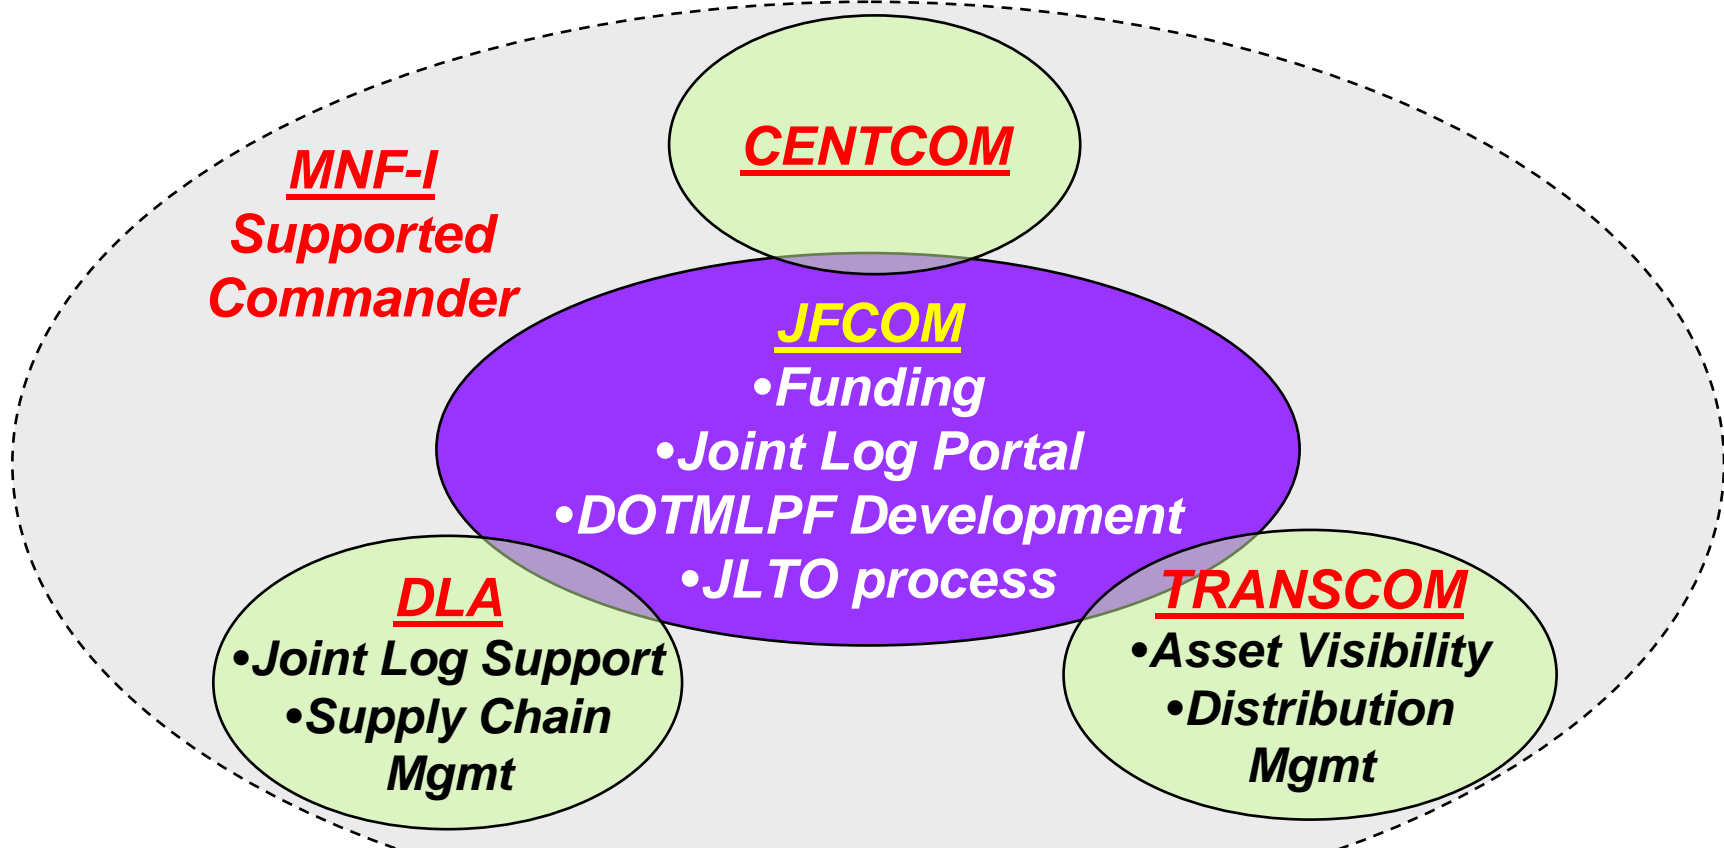 CENTCOM
MNF-I
Supported
Commander
JFCOM
•Funding
•Joint Log Portal
•DOTMLPF Development
•JLTO process
DLA
•Joint Log Support
•Supply Chain
Mgmt
TRANSCOM
•Asset Visibility
•Distribution
Mgmt